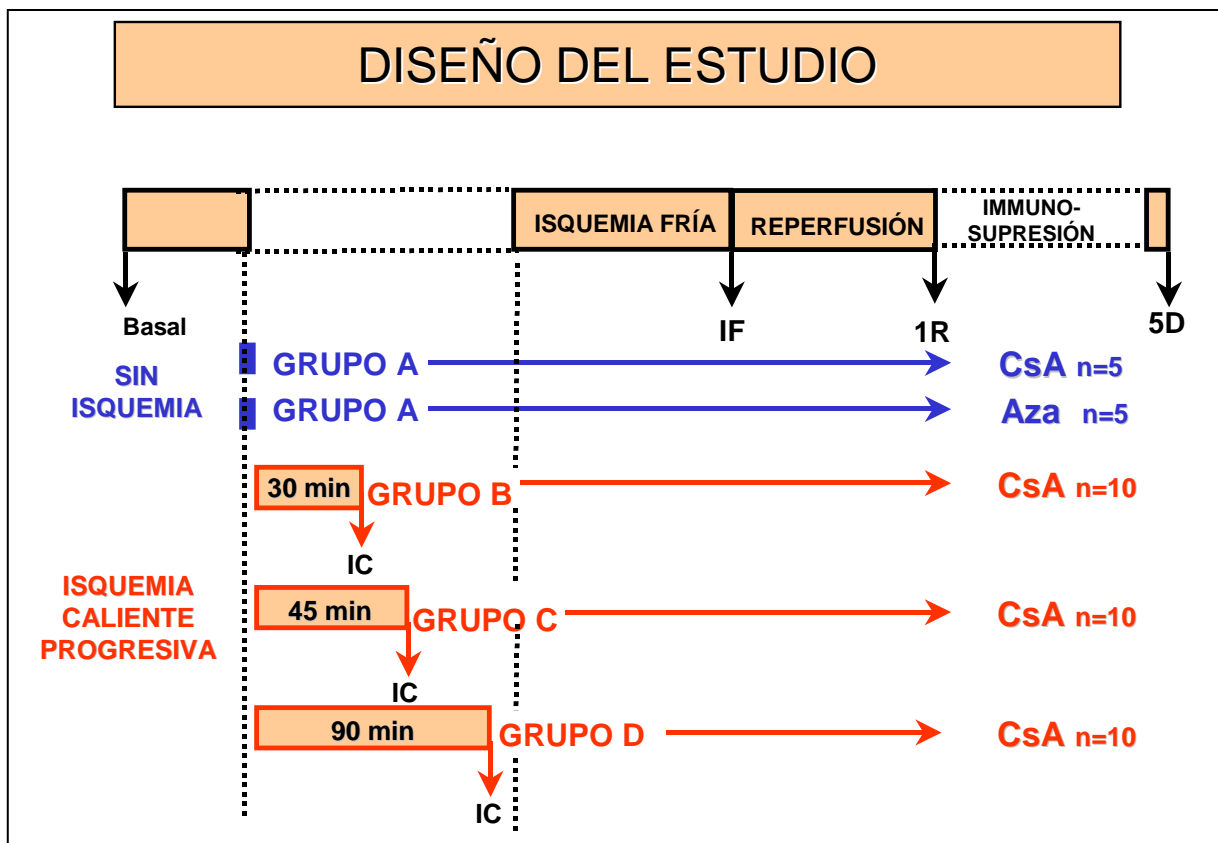 DISEÑO DEL ESTUDIO
ISQUEMIA FRÍA
REPERFUSIÓN
IMMUNO-
SUPRESIÓN
Basal
IF
1R
5D
SIN
ISQUEMIA
GRUPO A
CsA n=5
GRUPO A
Aza n=5
30 min
GRUPO B
CsA n=10
IC
ISQUEMIA
CALIENTE
PROGRESIVA
45 min
GRUPO C
CsA n=10
IC
90 min
GRUPO D
CsA n=10
IC